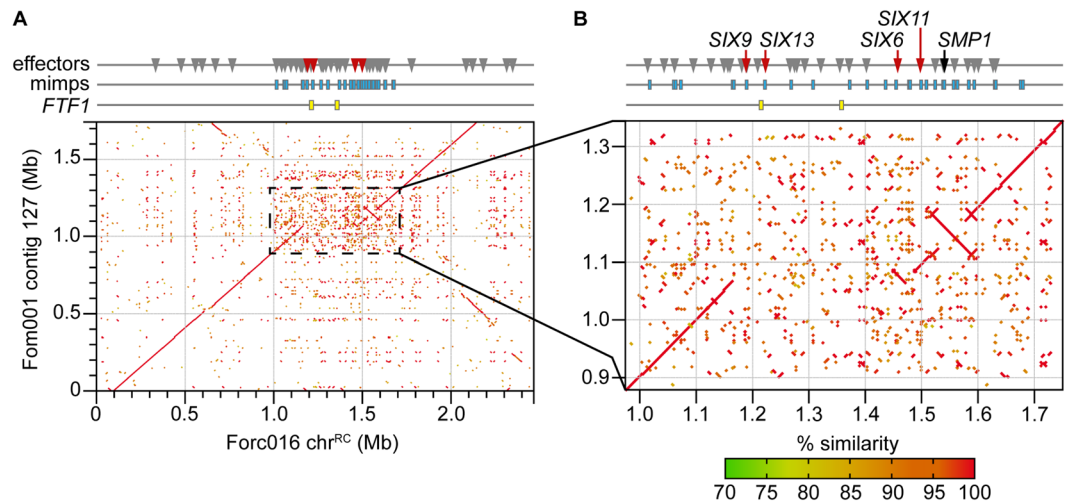 A
B
SIX11
SIX9 SIX13 SIX6 SMP1
effectors
mimps
FTF1
Fom001 contig 127 (Mb)
1.5
1.0
0.5
0
0 0.5 1.0 1.5 2.0
Forc016 chrRC (Mb)
1.3
1.2
1.1
1.0
0.9
1.0 1.1 1.2 1.3 1.4 1.5 1.6 1.7
% similarity
70 75 80 85 90 95 100